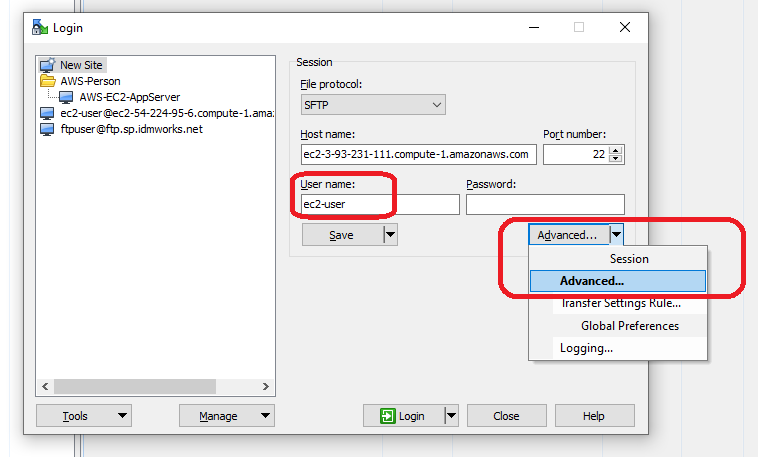 Login
New Site
AWS-Person
AWS-EC2-AppServer
ec2-user@ec2-54-224-95-6.compute-1.ama
ftpuser@ftp.sp.idmworks.net
Session
File protocol:
SFTP
Host name:
Port number:
ec2-3-93-231-111.compute-1.amazonaws.com
22
User name:
Password:
ec2-user
Save
Advanced...
Session
Advanced...
Transfer Settings Rule...
Global Preferences
Logging...
Tools
Manage
Login
Close
Help